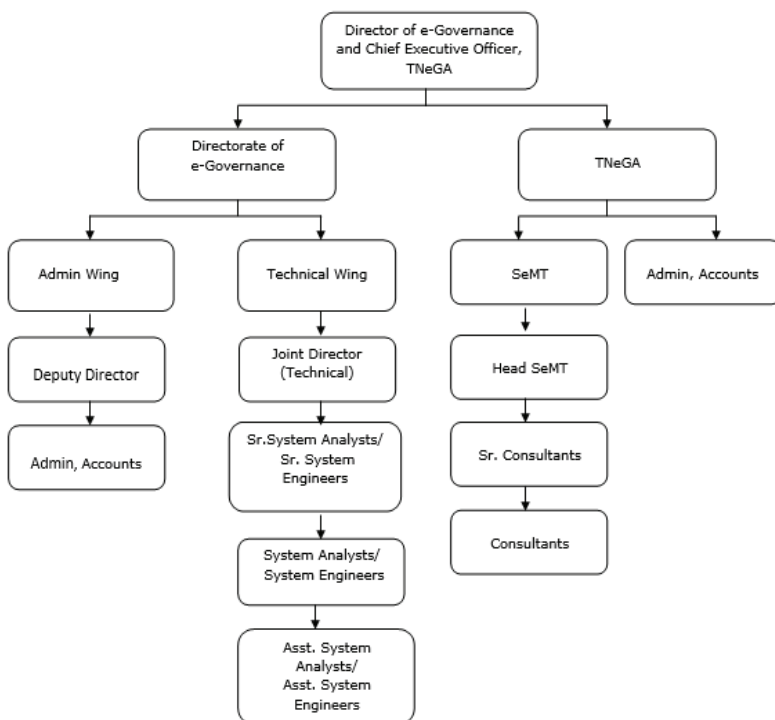 Director of e-Governance
and Chief Executive Officer,
TNeGA
Directorate of
e-Governance
TNeGA
Admin Wing
Technical Wing
SeMT
Admin, Accounts
Deputy Director
Joint Director
(Technical)
Head SeMT
Admin, Accounts
Sr.System Analysts/
Sr. System
Engineers
Sr. Consultants
System Analysts/
System Engineers
Consultants
Asst. System
Analysts/
Asst. System
Engineers